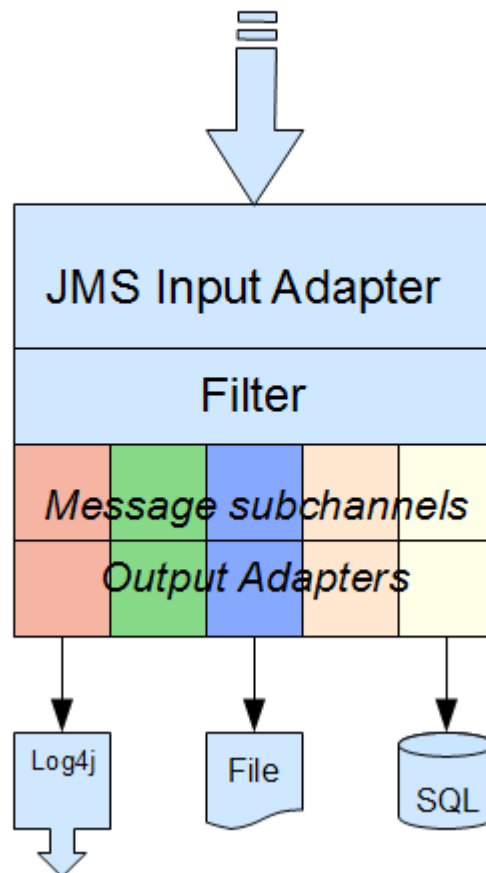 JMS Input Adapter
Filter
Message subchannels
Output Adapters
Log4j
File
SQL